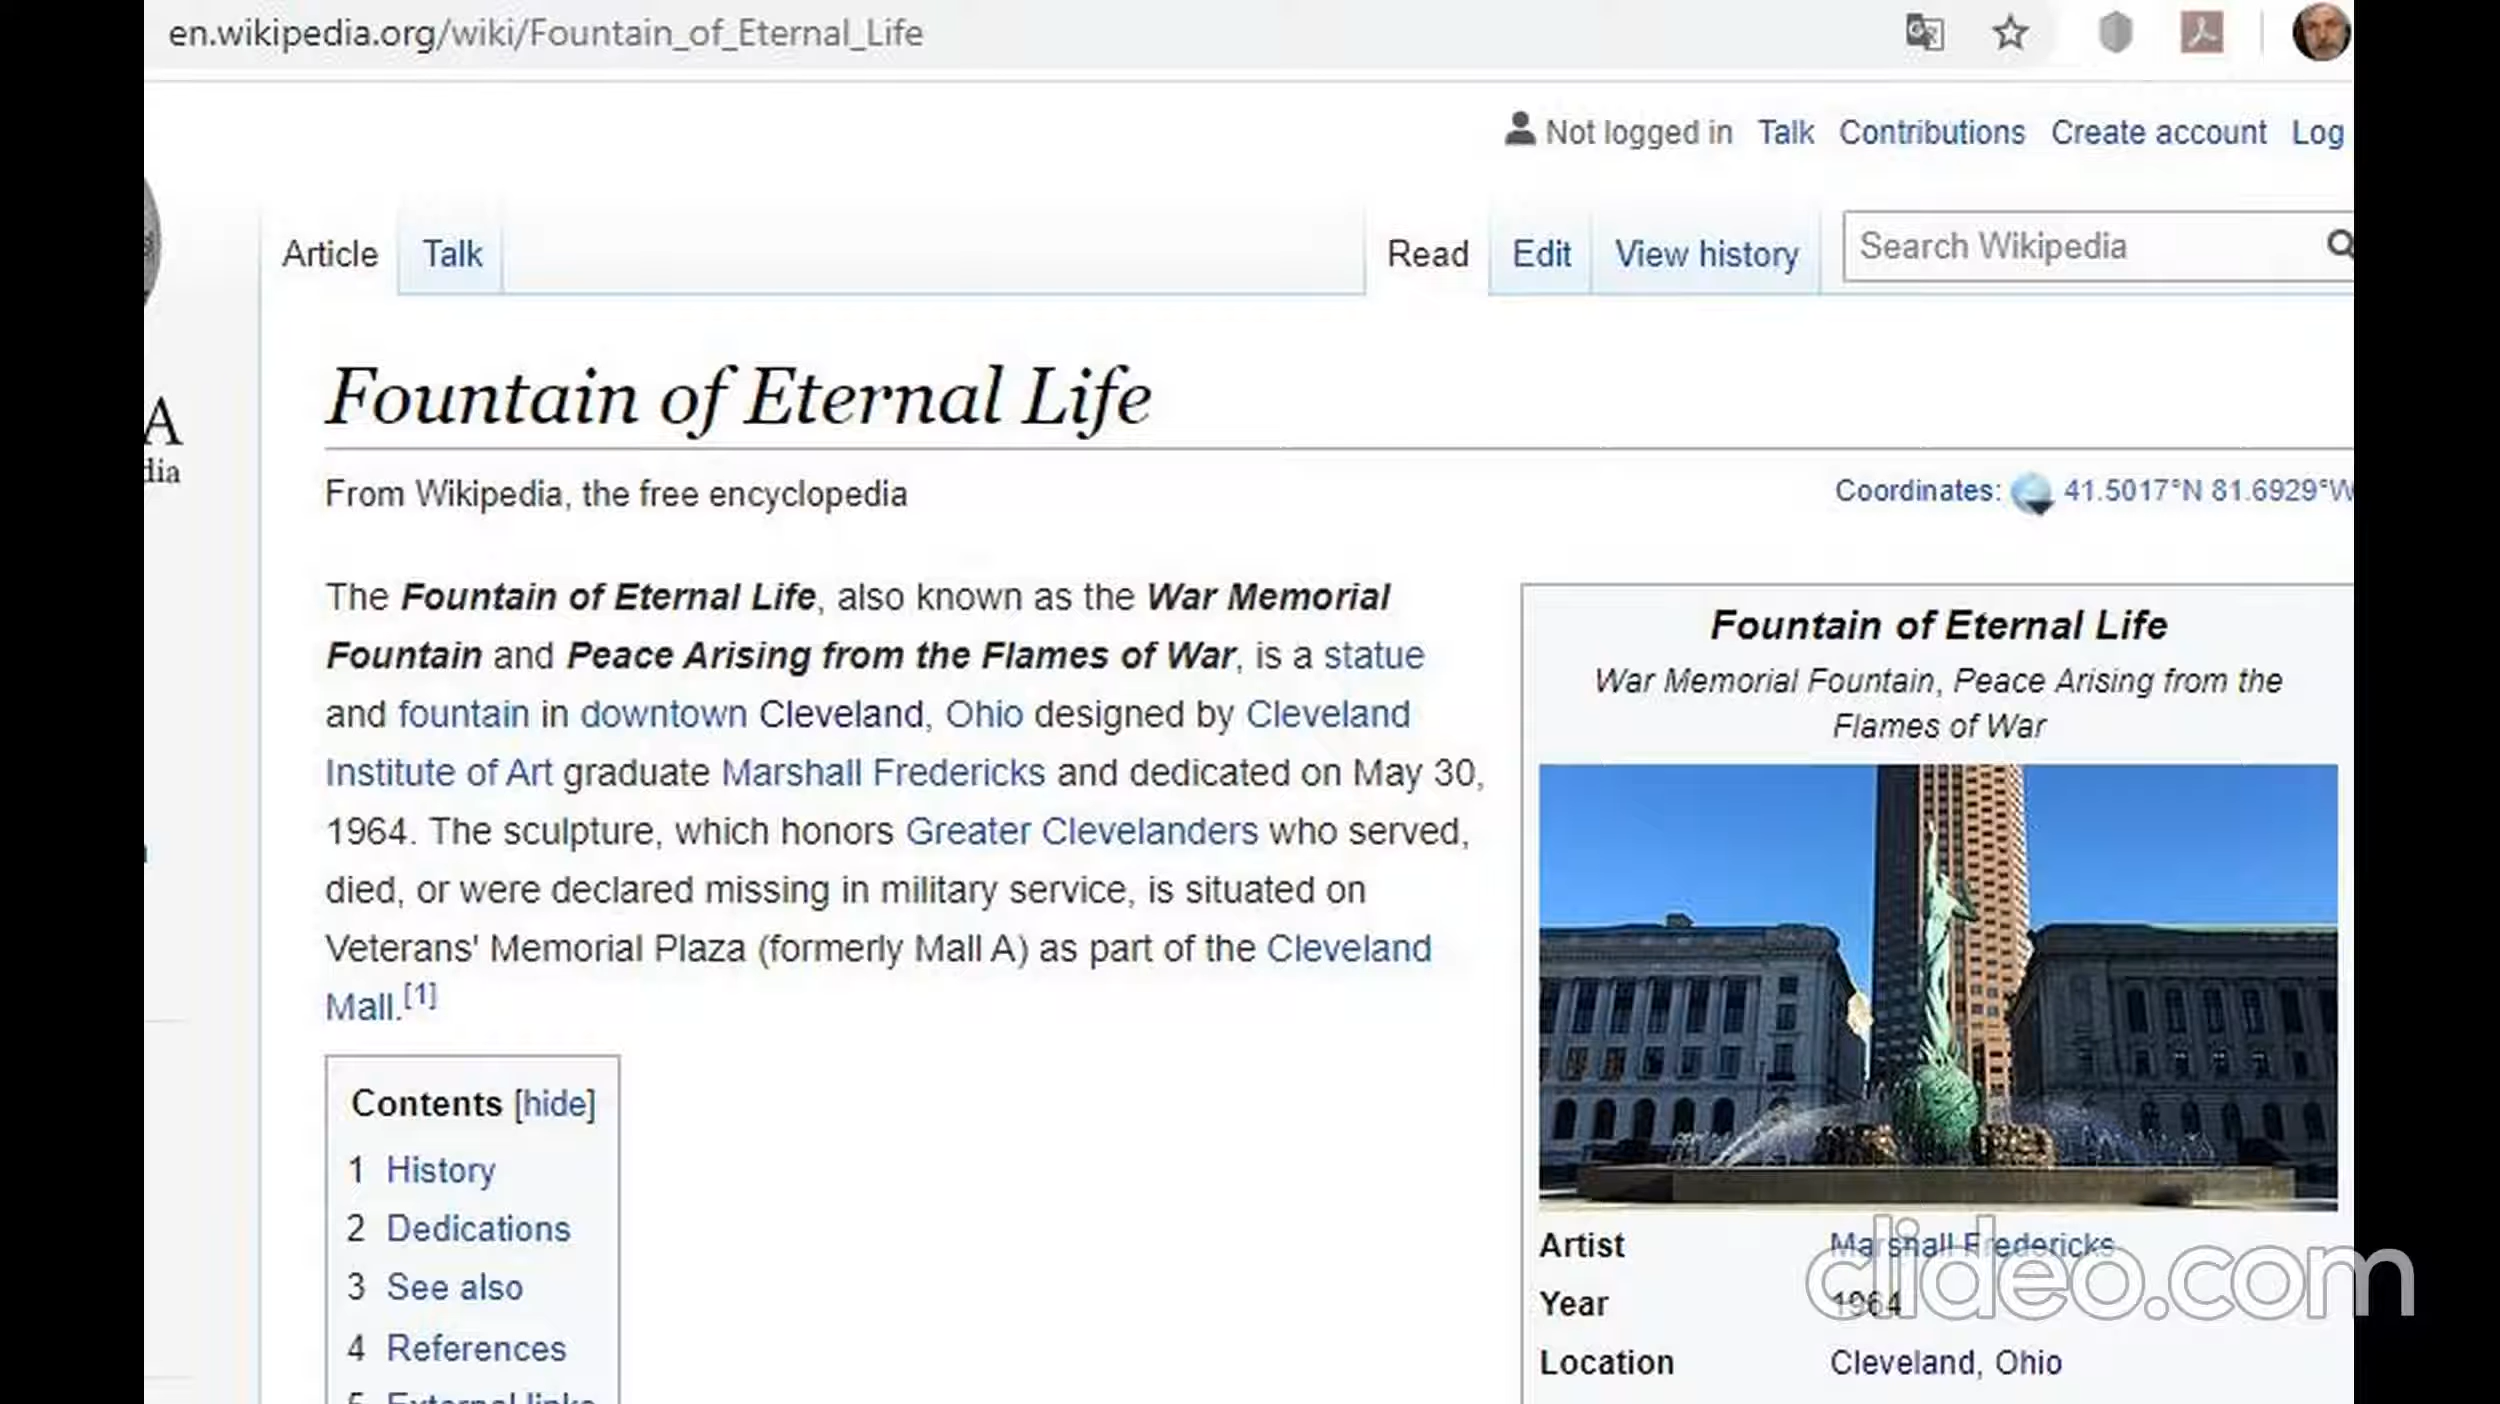 en.wikipedia.org/wiki/Fountain_of_Eternal_Life
Not logged in Talk Contributions Create account Log
Article Talk Read Edit View history Search Wikipedia
A
dia
Fountain of Eternal Life
From Wikipedia, the free encyclopedia
Coordinates: 41.5017°N 81.6929°W
The Fountain of Eternal Life, also known as the War Memorial
Fountain and Peace Arising from the Flames of War, is a statue
and fountain in downtown Cleveland, Ohio designed by Cleveland
Institute of Art graduate Marshall Fredericks and dedicated on May 30,
1964. The sculpture, which honors Greater Clevelanders who served,
died, or were declared missing in military service, is situated on
Veterans' Memorial Plaza (formerly Mall A) as part of the Cleveland
Mall.[1]
Contents [hide]
1 History
2 Dedications
3 See also
4 References
5 External links
Fountain of Eternal Life
War Memorial Fountain, Peace Arising from the
Flames of War
Artist Marshall Fredericks
Year 1964
Location Cleveland, Ohio
clideo.com